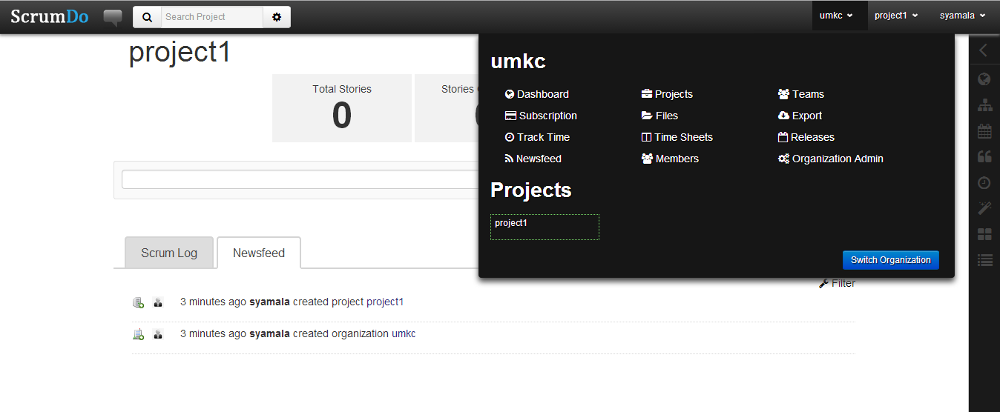 ScrumDo
Search Project
umkc
project1
syamala
project1
Total Stories
0
Stories
umkc
Dashboard
Projects
Teams
Subscription
Files
Export
Track Time
Time Sheets
Releases
Newsfeed
Members
Organization Admin
Projects
project1
Switch Organization
Scrum Log
Newsfeed
Filter
3 minutes ago syamala created project project1
3 minutes ago syamala created organization umkc